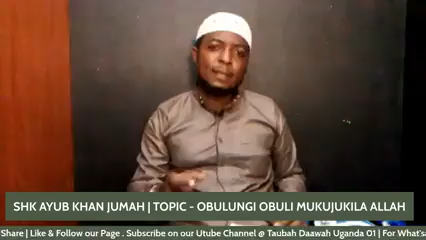 SHK AYUB KHAN JUMAH | TOPIC - OBULUNGI OBULI MUKUJUKILA ALLAH
Share | Like & Follow our Page . Subscribe on our Utube Channel @ Taubah Daawah Uganda 01 | For What's